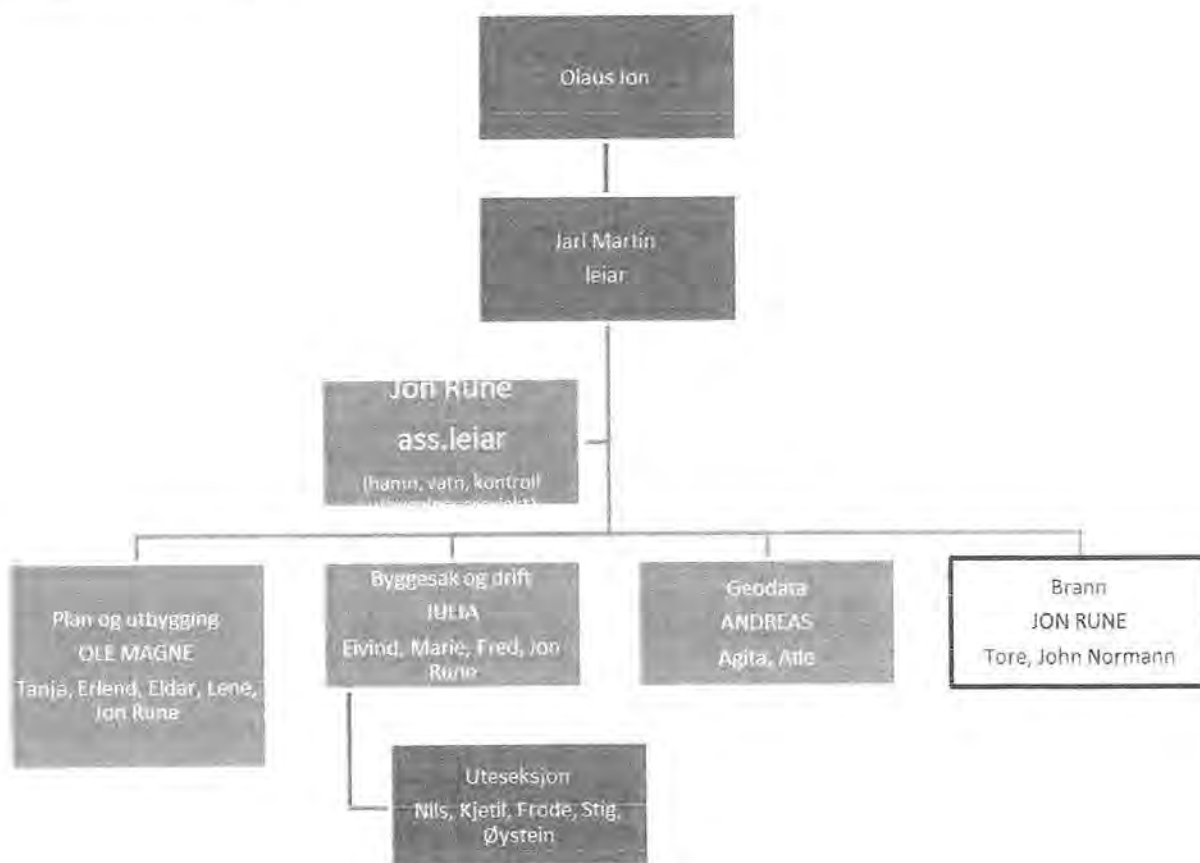 Olaus Jon
Jarl Martin
leiar
Jon Rune
ass.leiar
(hamn, vatn, kontroll
Plan og utbygging
OLE MAGNE
Tanja, Erlend, Eldar, Lene,
Jon Rune
Byggesak og drift
JULIA
Eivind, Marie, Fred, Jon
Rune
Geodata
ANDREAS
Agita, Atle
Brann
JON RUNE
Tore, John Normann
Uteseksjon
Nils, Kjetil, Frode, Stig,
Øystein